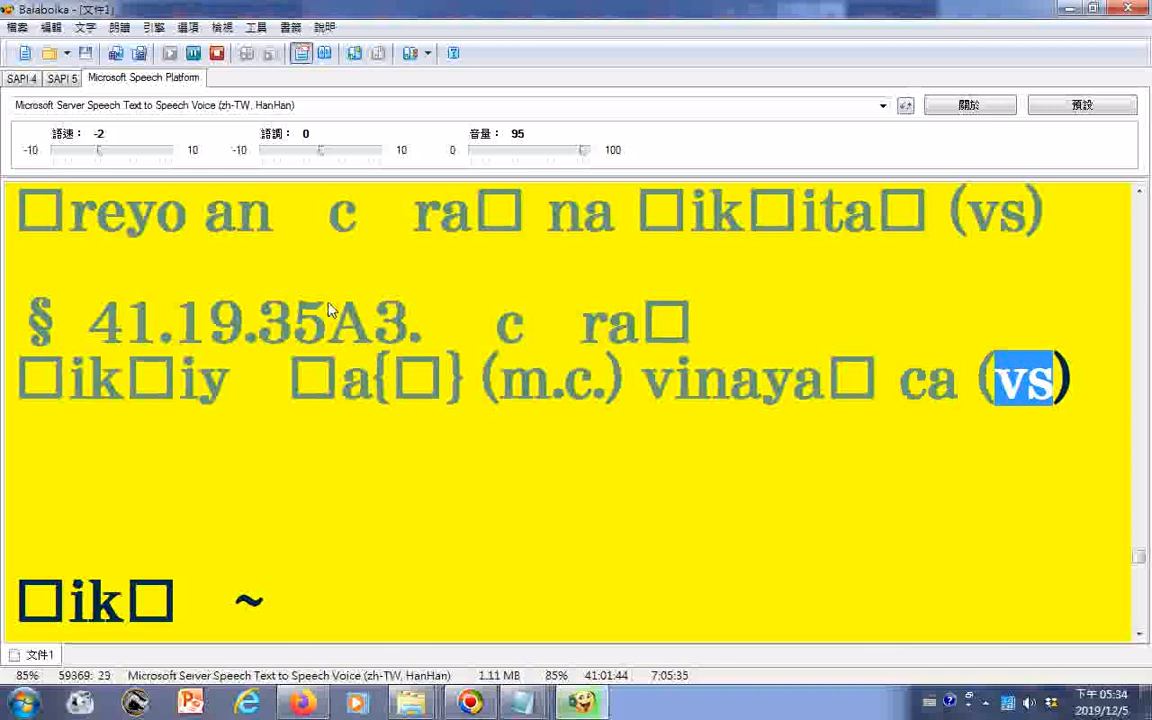 Balabolka - [文件1]
檔案 編輯 文字 朗讀 引擎 選項 檢視 工具 書籤 說明
SAPI 4 SAPI 5 Microsoft Speech Platform
Microsoft Server Speech Text to Speech Voice (zh-TW, HanHan) 關於 預設
語速： -2 語調： 0 音量： 95
-10 10 -10 10 0 100
□reyo an c ra□ na □ik□ita□ (vs)
§ 41.19.35A3. c ra□
□ik□iy □a{□} (m.c.) vinaya□ ca (vs)
□ik□ ~
文件1
85% 59369: 23 Microsoft Server Speech Text to Speech Voice (zh-TW, HanHan) 1.11 MB 85% 41:01:44 7:05:35
下午 05:34
2019/12/5